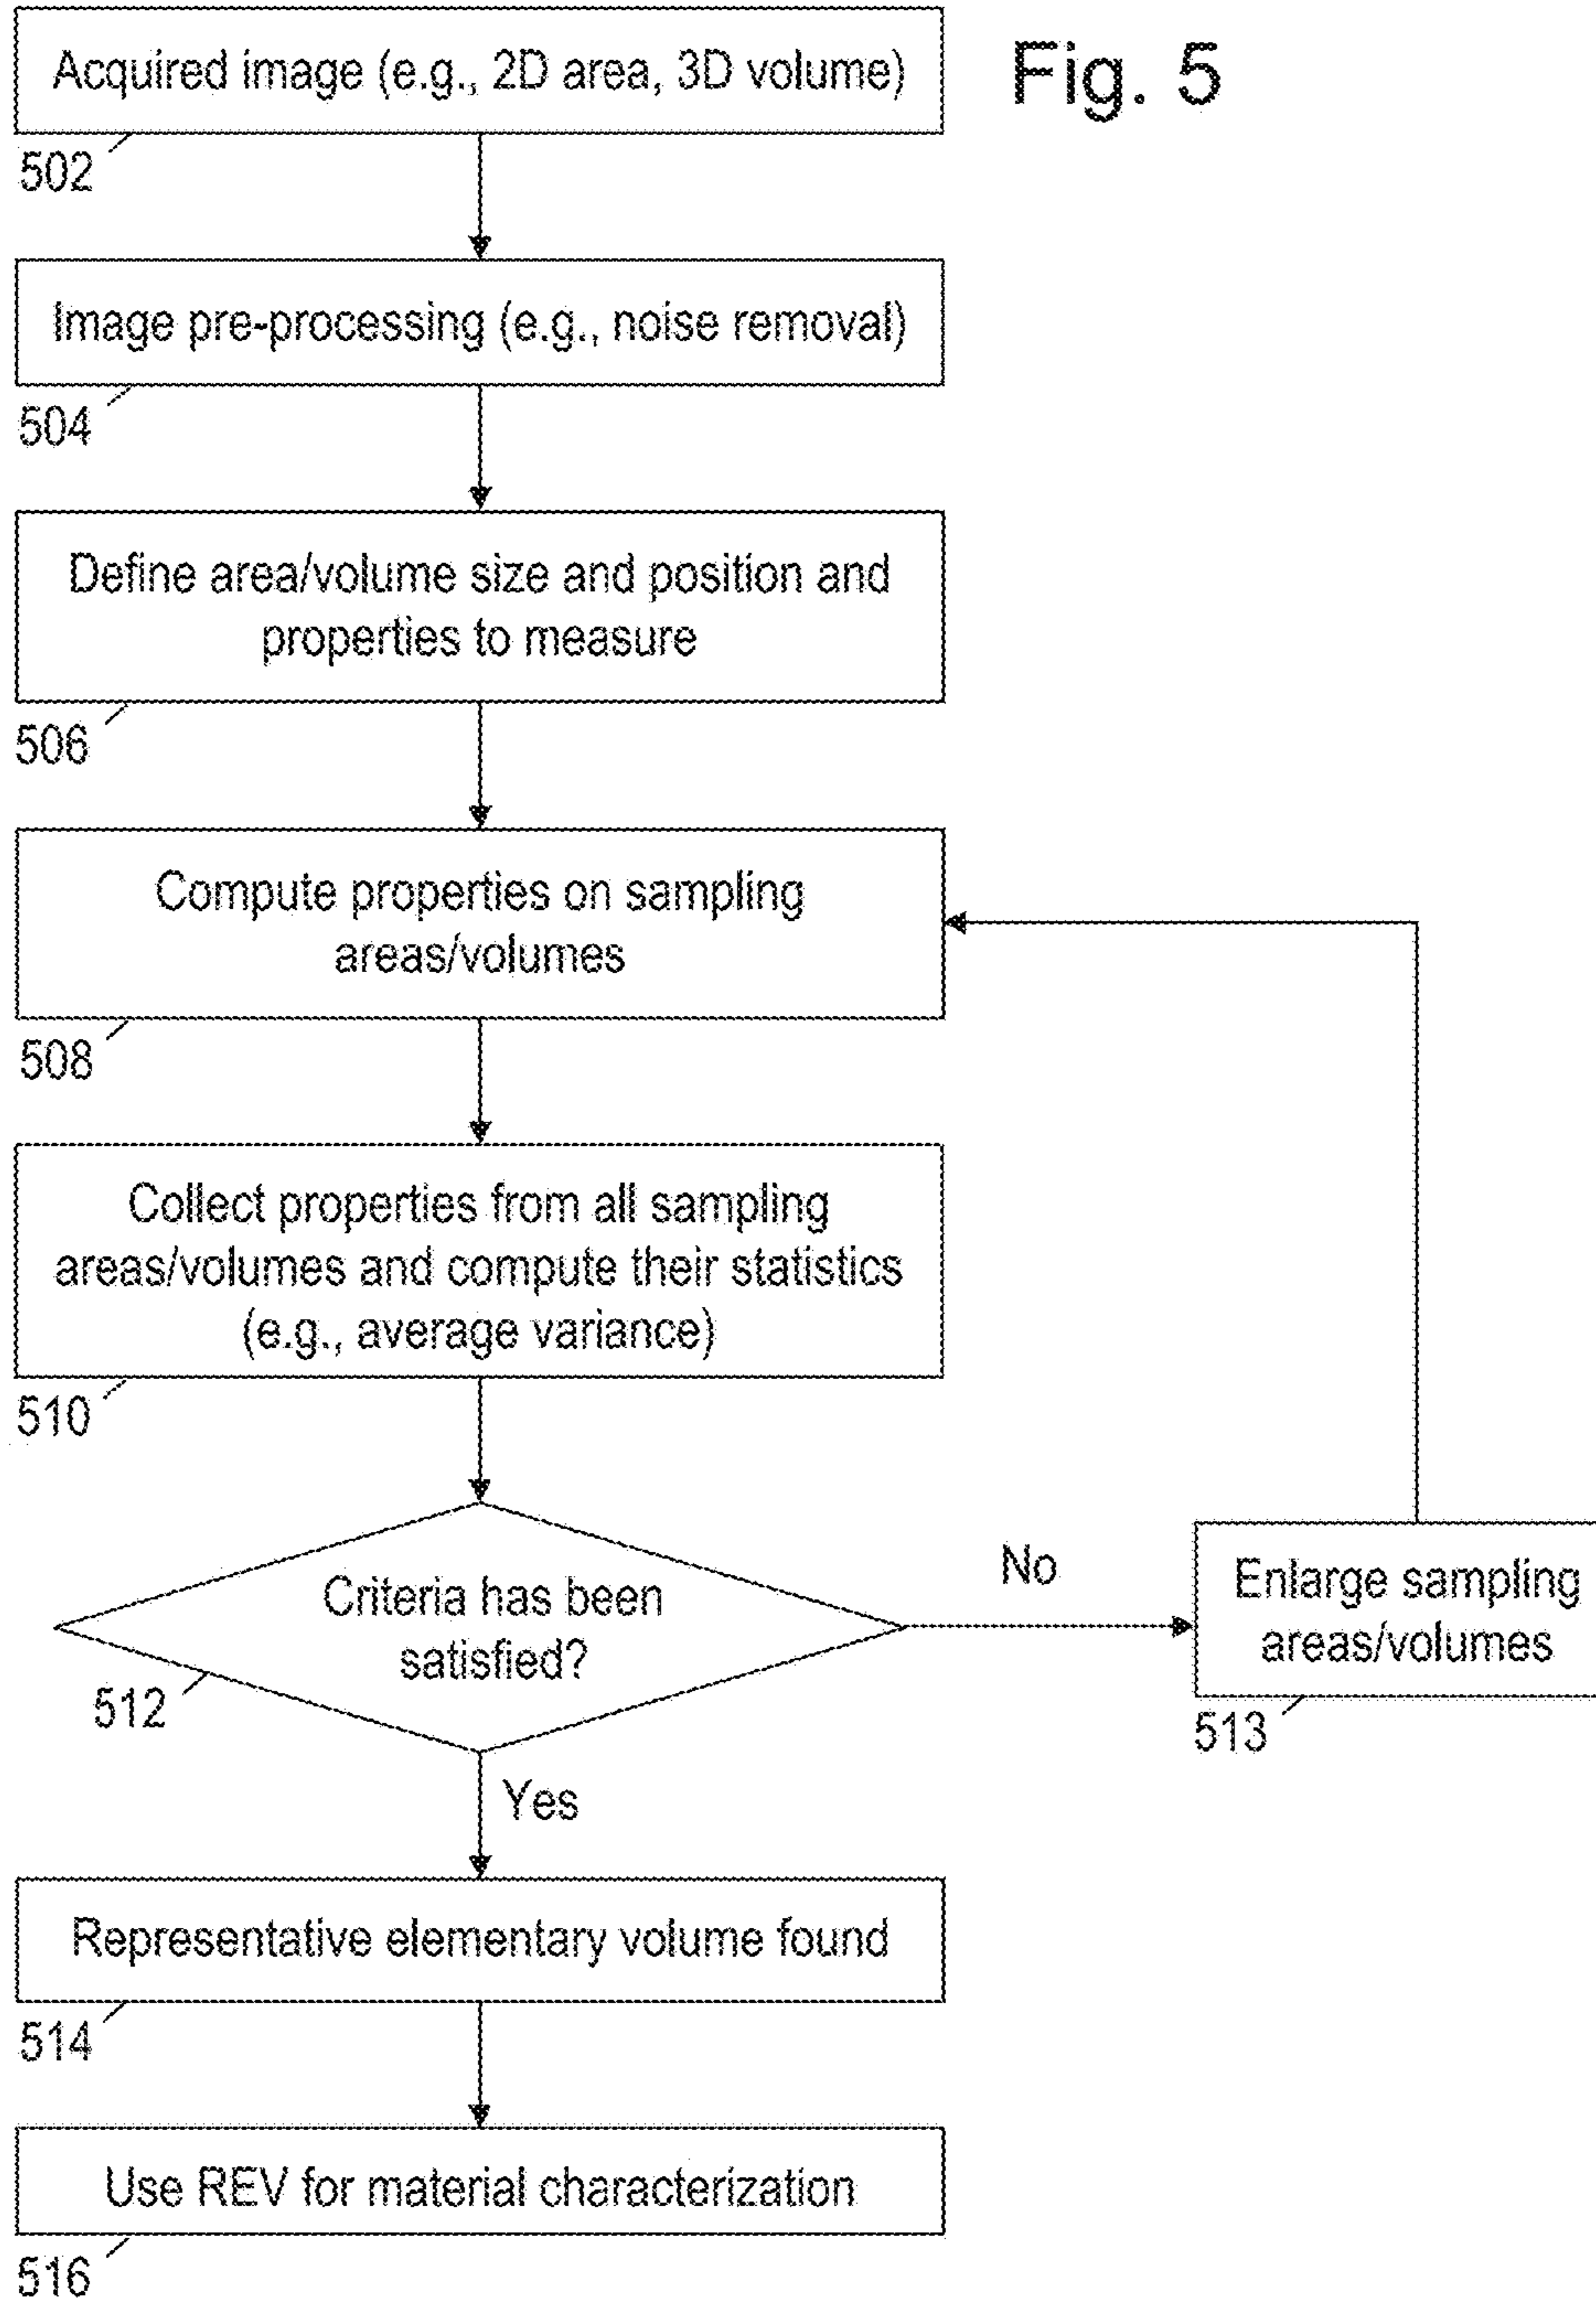 Fig. 5
Acquired image (e.g., 2D area, 3D volume)
502
Image pre-processing (e.g., noise removal)
504
Define area/volume size and position and
properties to measure
506
Compute properties on sampling
areas/volumes
508
Collect properties from all sampling
areas/volumes and compute their statistics
(e.g., average variance)
510
Criteria has been
satisfied?
512
No
Enlarge sampling
areas/volumes
513
Yes
Representative elementary volume found
514
Use REV for material characterization
516